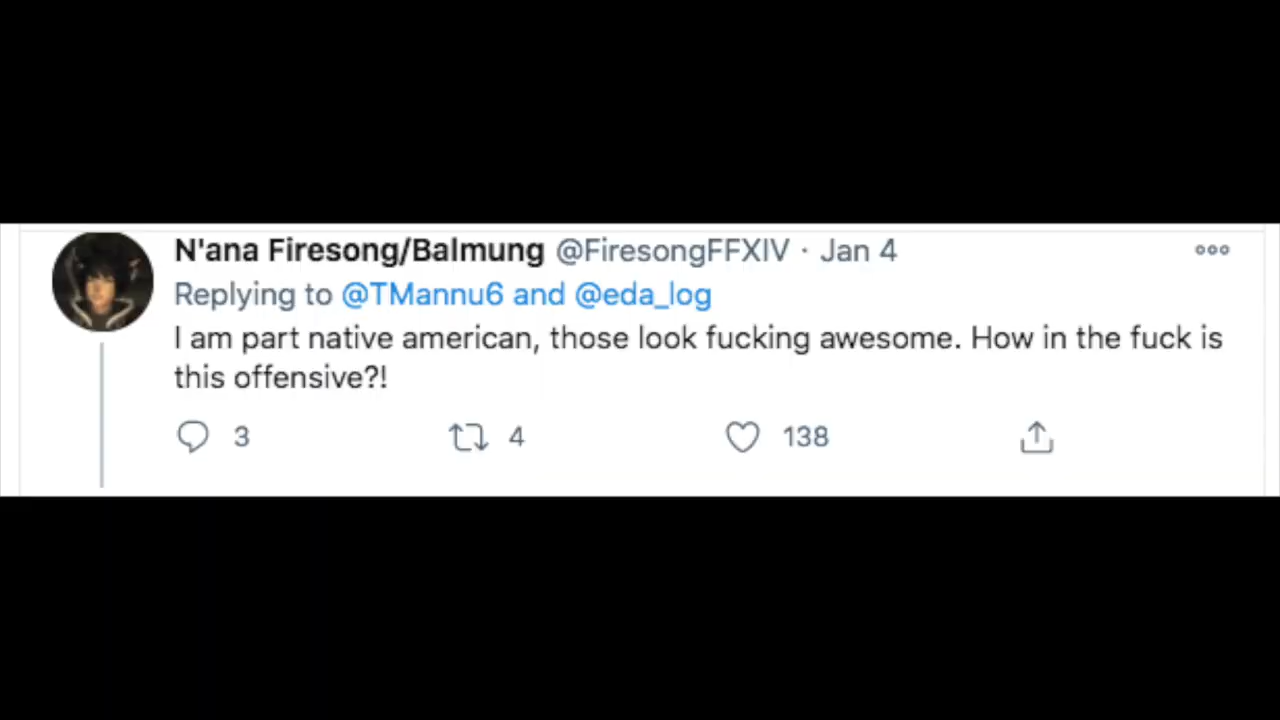 N'ana Firesong/Balmung @FiresongFFXIV · Jan 4
Replying to @TMannu6 and @eda_log
I am part native american, those look fucking awesome. How in the fuck is
this offensive?!
3 4 138